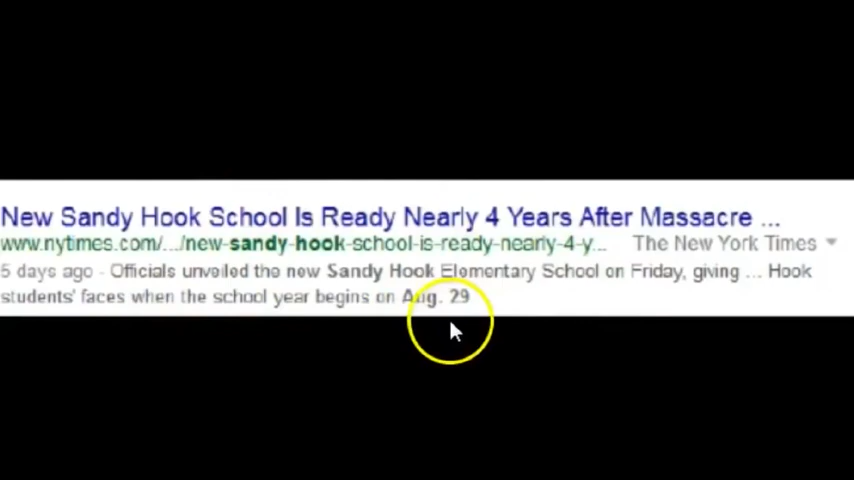 New Sandy Hook School Is Ready Nearly 4 Years After Massacre ...
www.nytimes.com/.../new-sandy-hook-school-is-ready-nearly-4-y... The New York Times
5 days ago - Officials unveiled the new Sandy Hook Elementary School on Friday, giving ... Hook
students' faces when the school year begins on Aug. 29